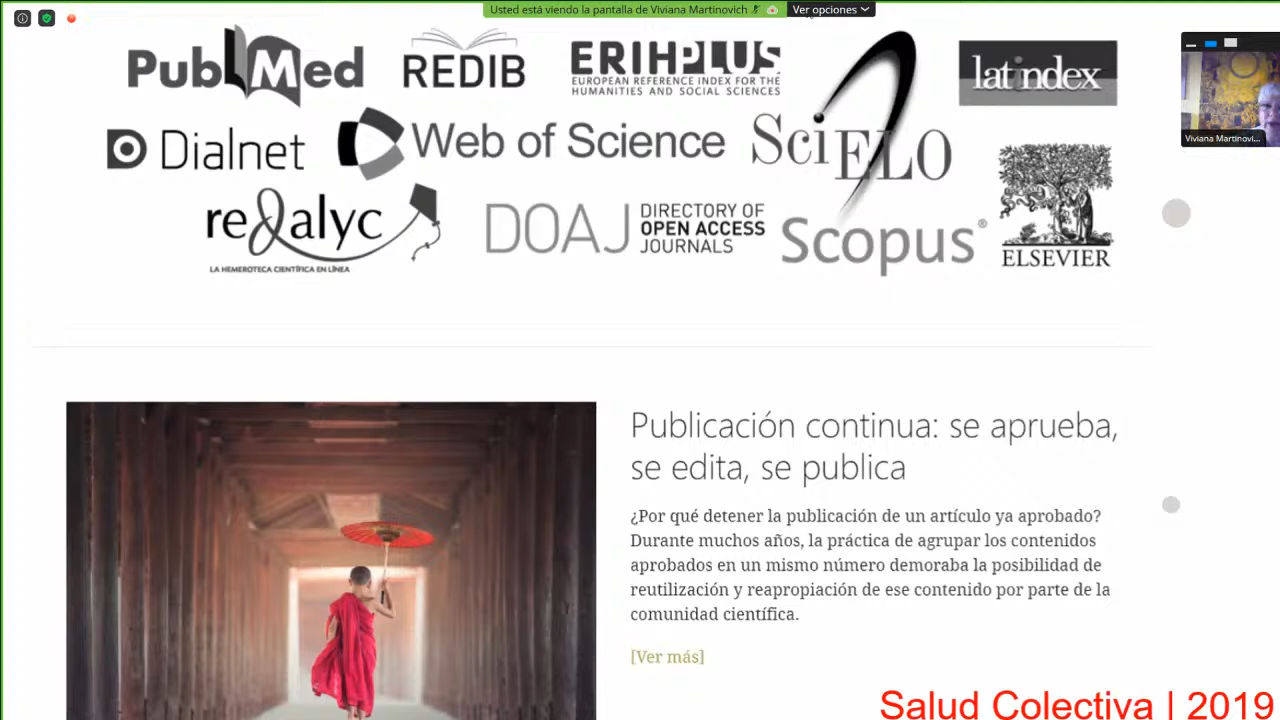 Usted está viendo la pantalla de Viviana Martinovich
Ver opciones
PubMed
REDIB
ERIHPLUS
EUROPEAN REFERENCE INDEX FOR THE
HUMANITIES AND SOCIAL SCIENCES
latindex
Viviana Martinovi...
Dialnet
Web of Science
SciELO
redalyc
LA HEMEROTECA CIENTÍFICA EN LÍNEA
DOAJ
DIRECTORY OF
OPEN ACCESS
JOURNALS
Scopus®
ELSEVIER
Publicación continua: se aprueba,
se edita, se publica
¿Por qué detener la publicación de un artículo ya aprobado?
Durante muchos años, la práctica de agrupar los contenidos
aprobados en un mismo número demoraba la posibilidad de
reutilización y reapropiación de ese contenido por parte de la
comunidad científica.
[Ver más]
Salud Colectiva | 2019